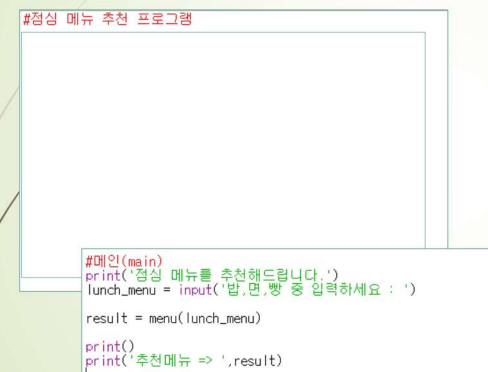 #점심 메뉴 추천 프로그램
#메인(main)
print('점심 메뉴를 추천해드립니다.')
lunch_menu = input('밥,면,빵 중 입력하세요 : ')
result = menu(lunch_menu)
print()
print('추천메뉴 => ',result)